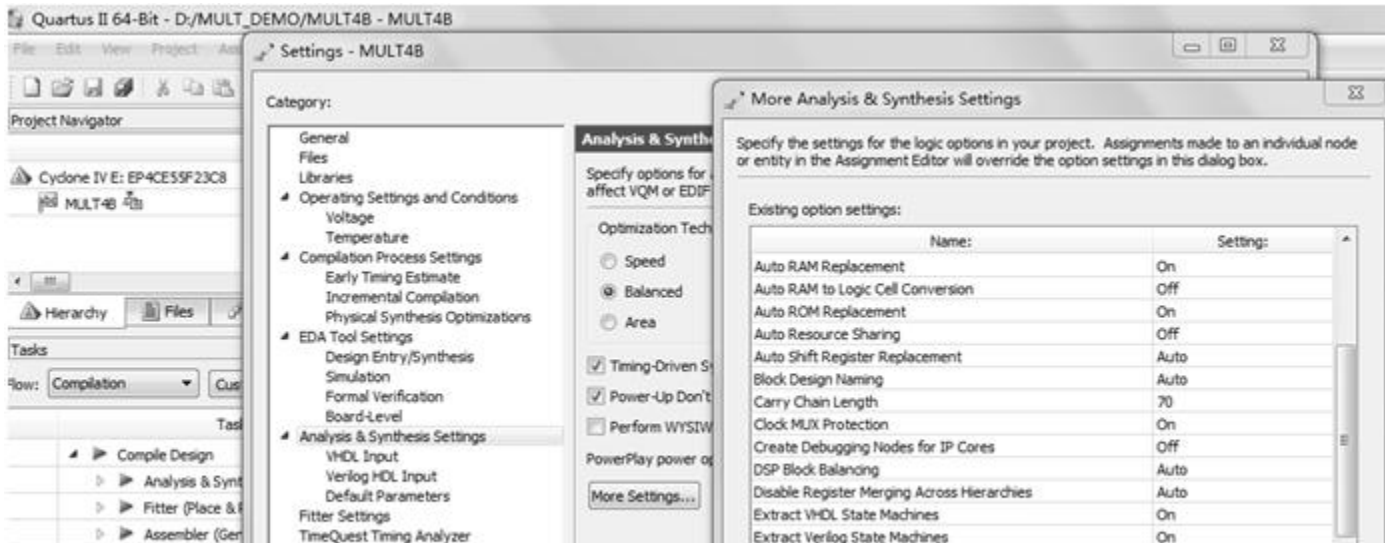 Quartus II 64-Bit - D:/MULT_DEMO/MULT4B - MULT4B
File Edit View Project
Project Navigator
Cyclone IV E: EP4CE55F23C8
MULT4B
Hierarchy
Files
Tasks
Flow: Compilation
Compile Design
Analysis & Synt
Fitter (Place &
Assembler (Gen
Settings - MULT4B
Category:
General
Files
Libraries
Operating Settings and Conditions
Voltage
Temperature
Compilation Process Settings
Early Timing Estimate
Incremental Compilation
Physical Synthesis Optimizations
EDA Tool Settings
Design Entry/Synthesis
Simulation
Formal Verification
Board-Level
Analysis & Synthesis Settings
VHDL Input
Verilog HDL Input
Default Parameters
Fitter Settings
TimeQuest Timing Analyzer
Analysis & Synthe
Specify options for
affect VQM or EDIF
Optimization Tech
Speed
Balanced
Area
Timing-Driven S
Power-Up Don't
Perform WYSIW
PowerPlay power op
More Settings...
More Analysis & Synthesis Settings
Specify the settings for the logic options in your project. Assignments made to an individual node
or entity in the Assignment Editor will override the option settings in this dialog box.
Existing option settings:
Name: Setting:
Auto RAM Replacement On
Auto RAM to Logic Cell Conversion Off
Auto ROM Replacement On
Auto Resource Sharing Off
Auto Shift Register Replacement Auto
Block Design Naming Auto
Carry Chain Length 70
Clock MUX Protection On
Create Debugging Nodes for IP Cores Off
DSP Block Balancing Auto
Disable Register Merging Across Hierarchies Auto
Extract VHDL State Machines On
Extract Verilog State Machines On